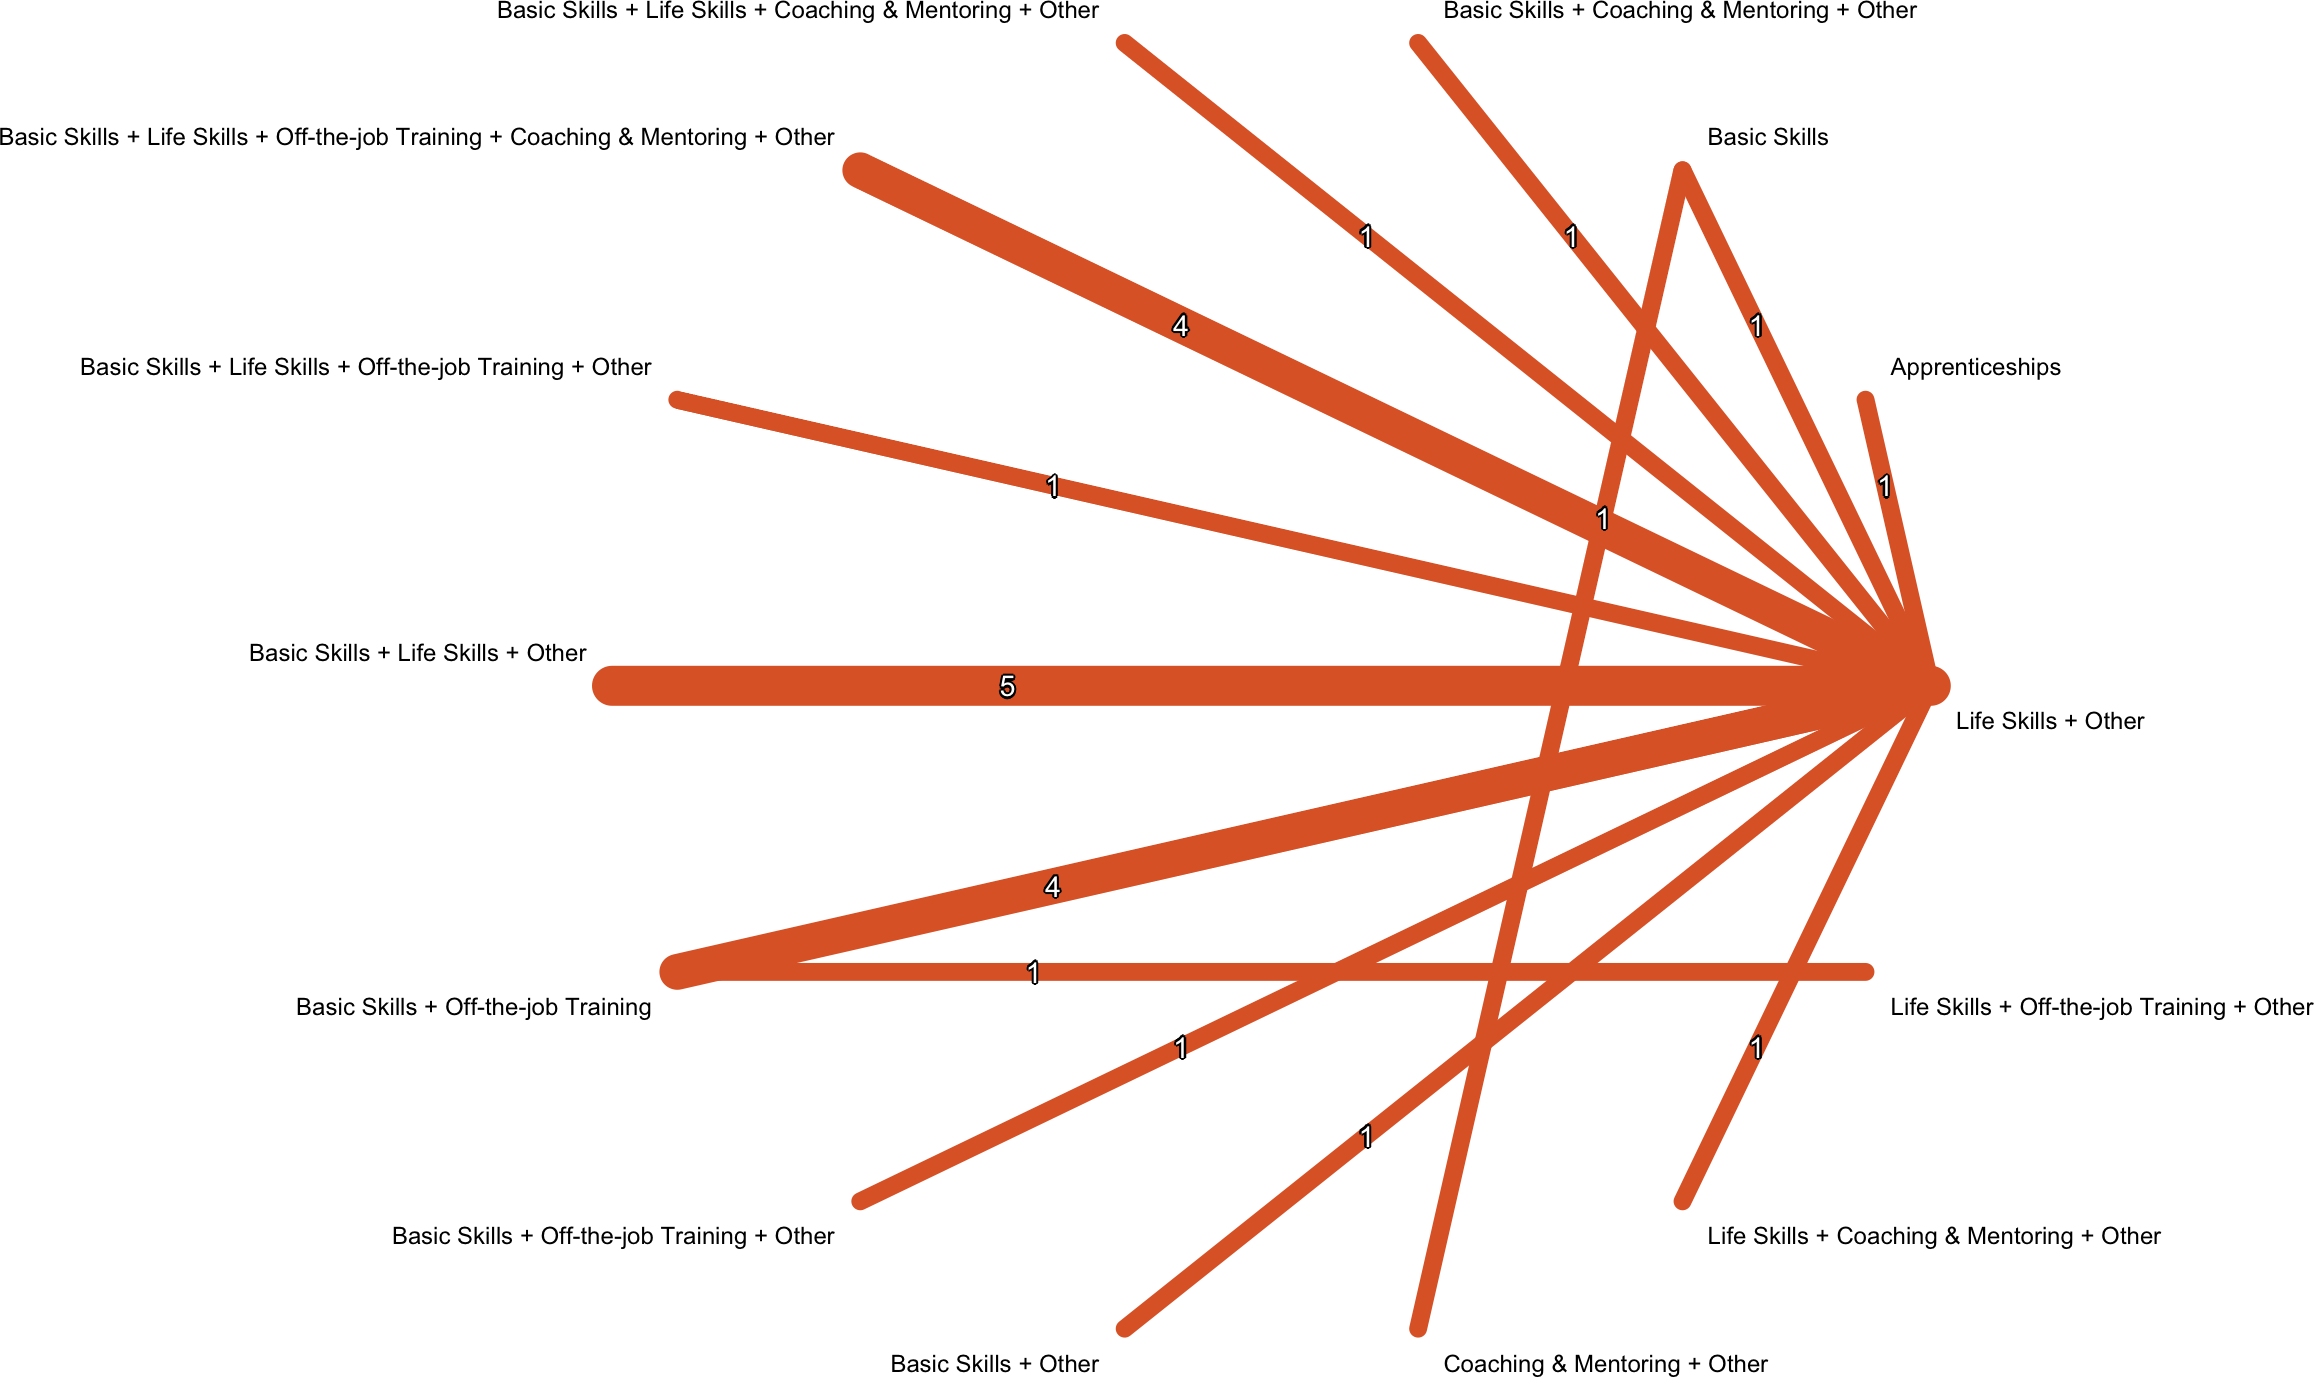 Basic Skills + Life Skills + Coaching & Mentoring + Other
Basic Skills + Coaching & Mentoring + Other
Basic Skills + Life Skills + Off-the-job Training + Coaching & Mentoring + Other
Basic Skills
1
1
4
1
Basic Skills + Life Skills + Off-the-job Training + Other
Apprenticeships
1
1
1
Basic Skills + Life Skills + Other
5
Life Skills + Other
4
1
Basic Skills + Off-the-job Training
Life Skills + Off-the-job Training + Other
1
1
1
Basic Skills + Off-the-job Training + Other
Life Skills + Coaching & Mentoring + Other
Basic Skills + Other
Coaching & Mentoring + Other